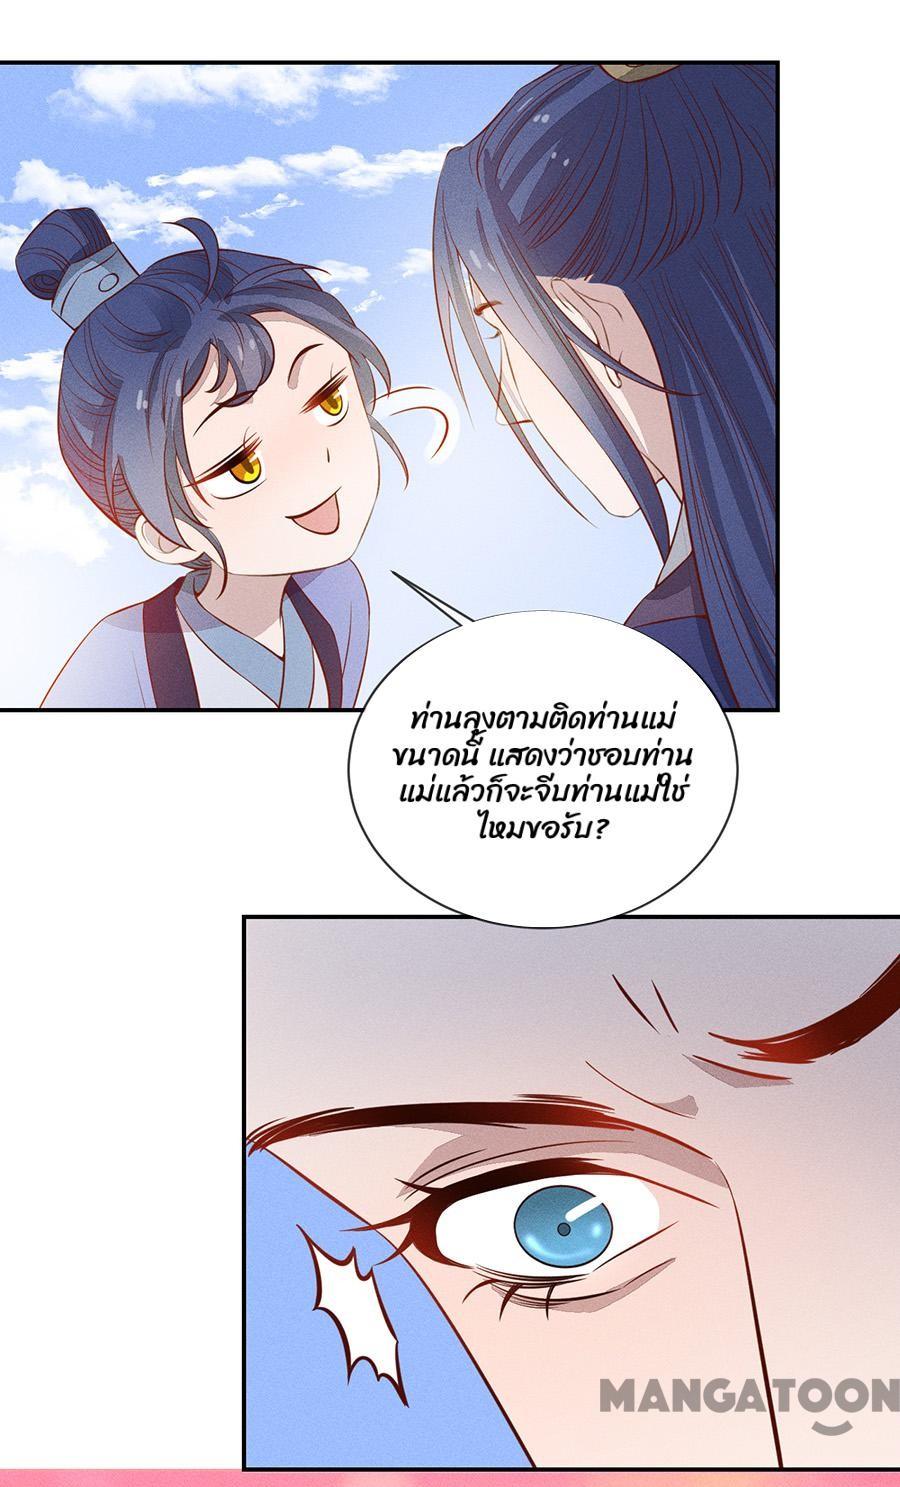 ท่านลุงตามติดท่านแม่
ขนาดนี้ แสดงว่าชอบท่าน
แม่แล้วก็จะจีบท่านแม่ใช่
ไหมขอรับ?
MANGATOON